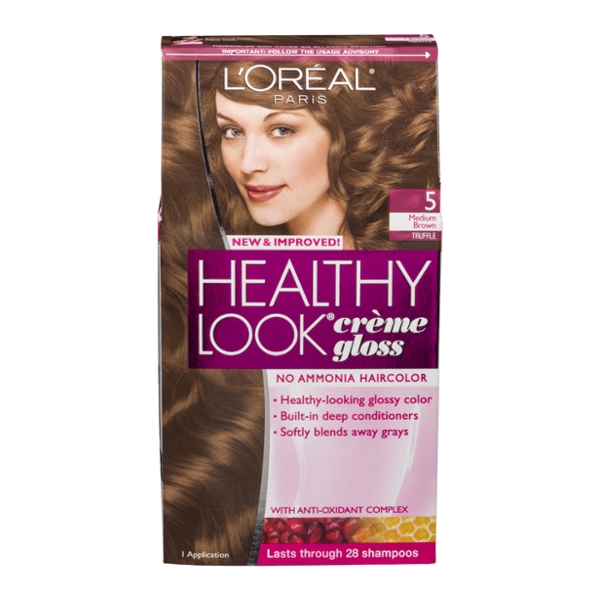 IMPORTANT: FOLLOW THE USAGE ADVISORY
L'ORÉAL
PARIS
5
Medium
Brown
TRUFFLE
NEW & IMPROVED!
HEALTHY
LOOK® crème
gloss
NO AMMONIA HAIRCOLOR
• Healthy-looking glossy color
• Built-in deep conditioners
• Softly blends away grays
WITH ANTI-OXIDANT COMPLEX
1 Application
Lasts through 28 shampoos